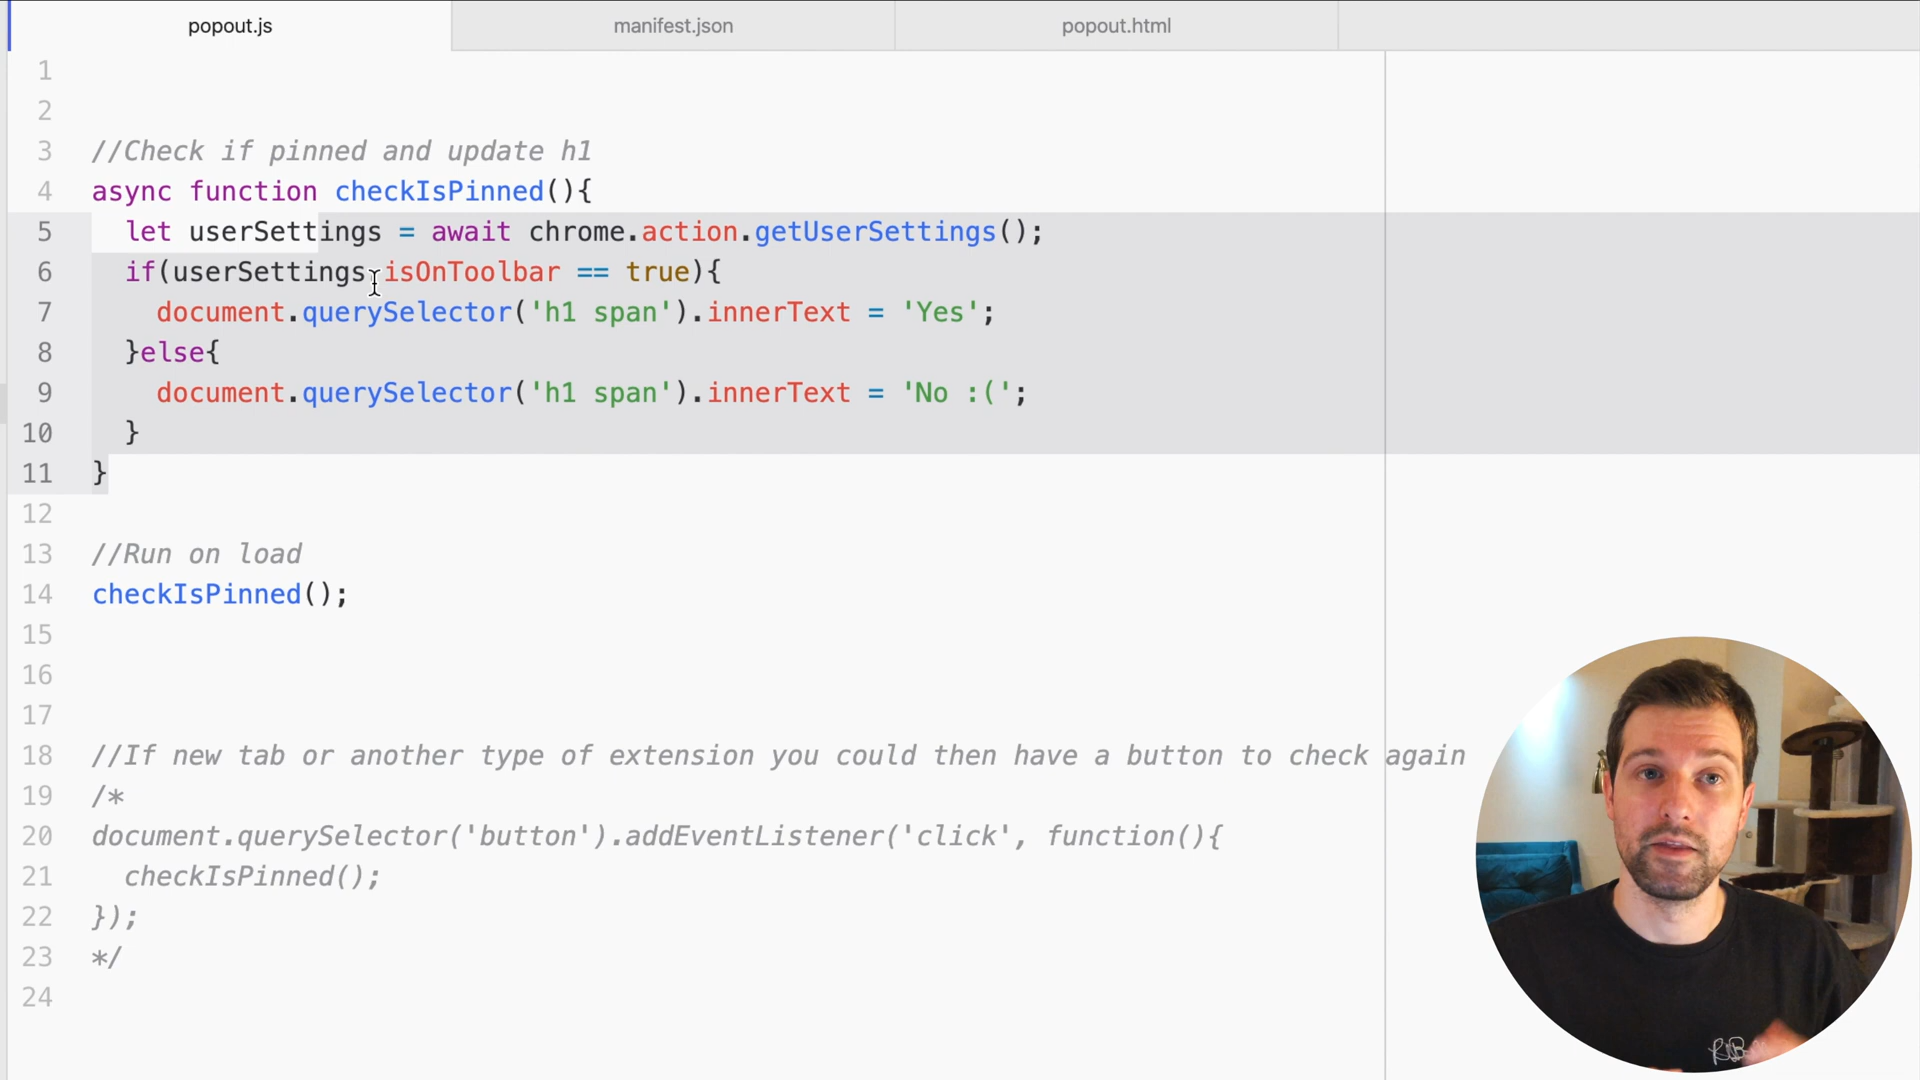 popout.js
manifest.json
popout.html
1
2
3 //Check if pinned and update h1
4 async function checkIsPinned(){
5 let userSettings = await chrome.action.getUserSettings();
6 if(userSettings.isOnToolbar == true){
7 document.querySelector('h1 span').innerText = 'Yes';
8 }else{
9 document.querySelector('h1 span').innerText = 'No :(';
10 }
11 }
12
13 //Run on load
14 checkIsPinned();
15
16
17
18 //If new tab or another type of extension you could then have a button to check again
19 /*
20 document.querySelector('button').addEventListener('click', function(){
21 checkIsPinned();
22 });
23 */
24